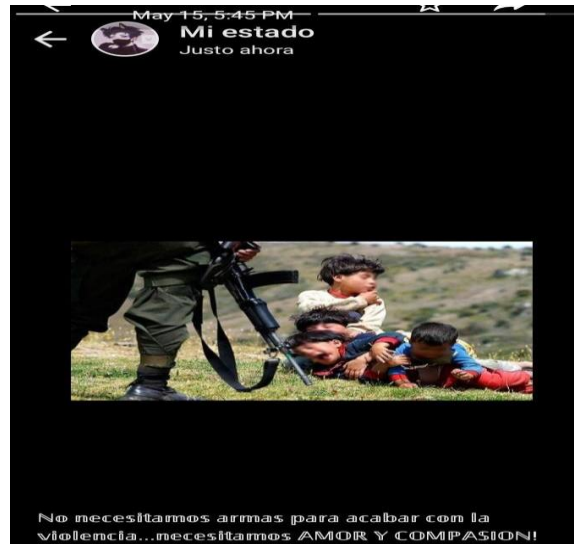 May 15, 5:45 PM
Mi estado
Justo ahora
No necesitamos armas para acabar con la
violencia...necesitamos AMOR Y COMPASION!